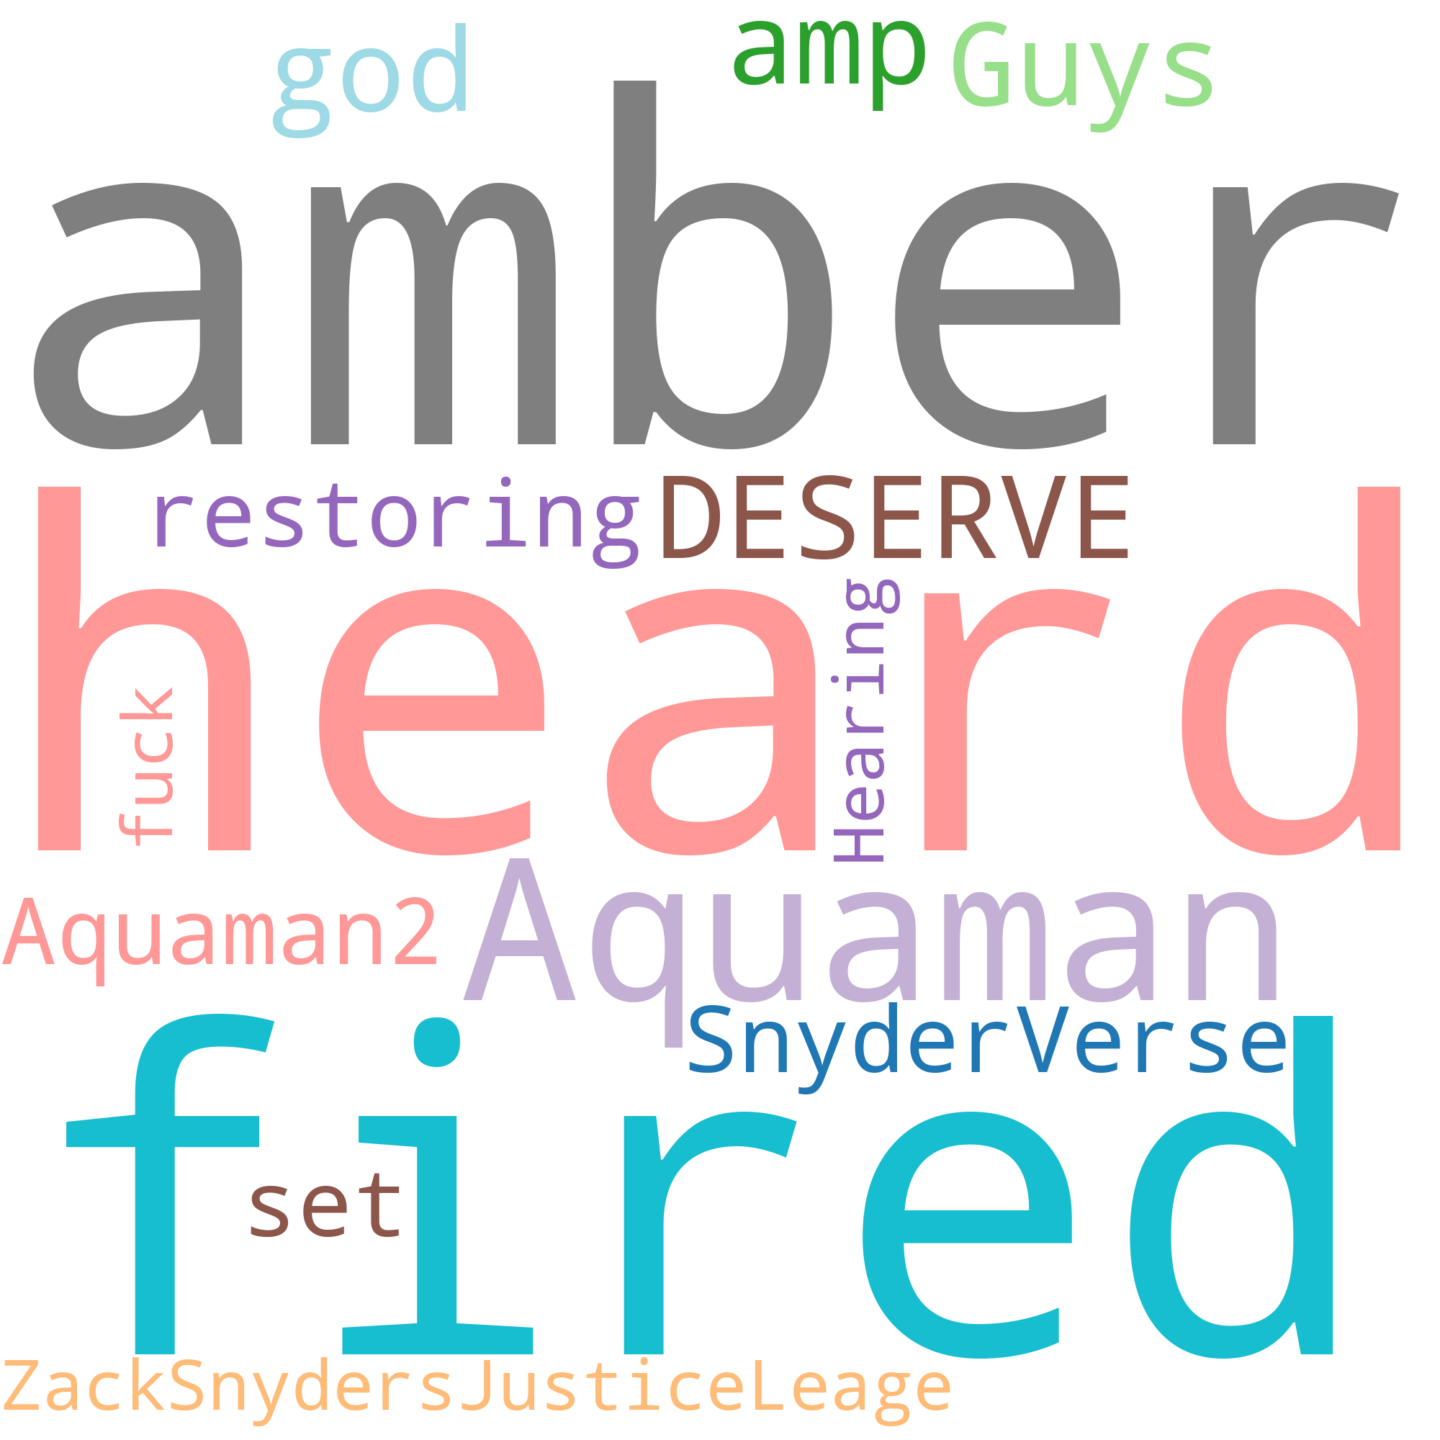 god
amp
Guys
amber
restoring
DESERVE
heard
fuck
Hearing
Aquaman2
Aquaman
SnyderVerse
fired
set
ZackSnydersJusticeLeage